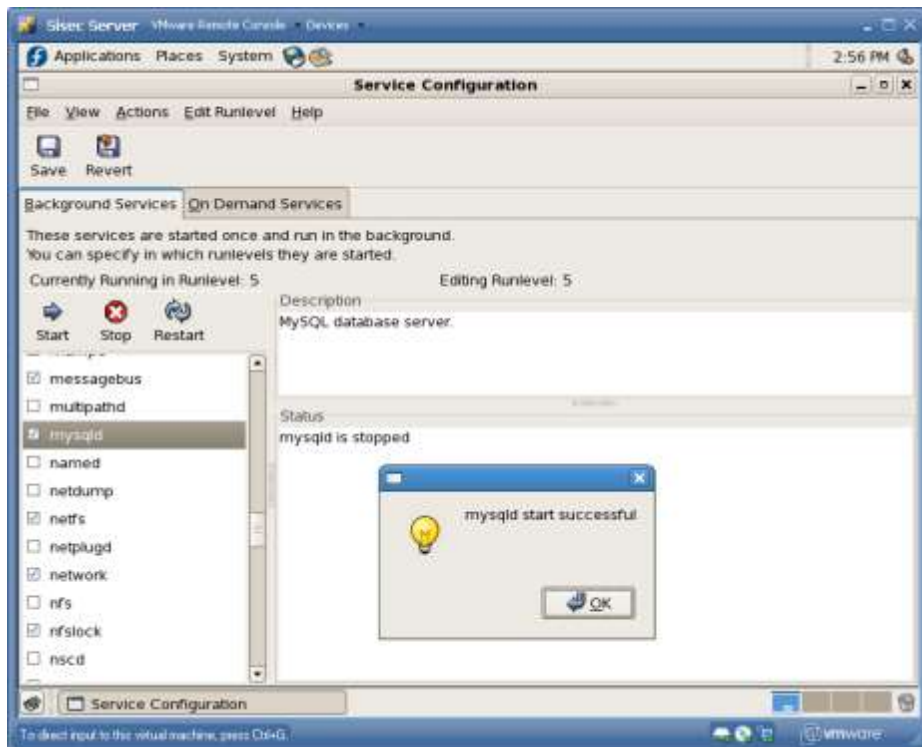 Sisec Server VMware Remote Console Devices
Applications Places System 2:56 PM
Service Configuration
File View Actions Edit Runlevel Help
Save Revert
Background Services On Demand Services
These services are started once and run in the background.
You can specify in which runlevels they are started.
Currently Running in Runlevel: 5 Editing Runlevel: 5
Start Stop Restart
Description
MySQL database server.
messagebus
multipathd
mysqld
named
netdump
netfs
netplugd
network
nfs
nfslock
nscd
Status
mysqld is stopped
mysqld start successful
OK
Service Configuration
To direct input to this virtual machine, press Ctrl+G.
vmware